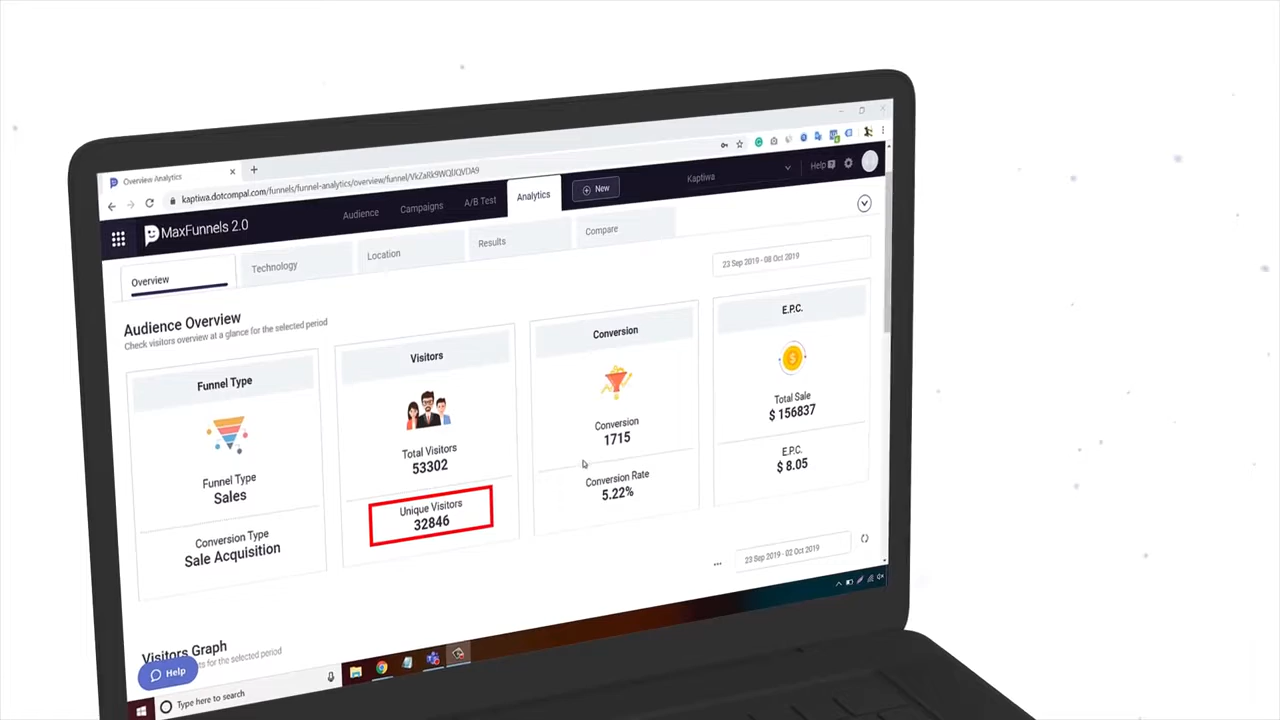 Overview Analytics
kaptiwa.dotcompal.com/funnels/funnel-analytics/overview/funnel/VkZaRk9WQlJQVDA9
MaxFunnels 2.0
Audience
Campaigns
A/B Test
Analytics
New
Kaptiwa
Help
Overview
Technology
Location
Results
Compare
23 Sep 2019 - 08 Oct 2019
Audience Overview
Check visitors overview at a glance for the selected period
Funnel Type
Funnel Type
Sales
Conversion Type
Sale Acquisition
Visitors
Total Visitors
53302
Unique Visitors
32846
Conversion
Conversion
1715
Conversion Rate
5.22%
E.P.C.
Total Sale
$ 156837
E.P.C.
$ 8.05
23 Sep 2019 - 02 Oct 2019
Visitors Graph
for the selected period
Help
Type here to search